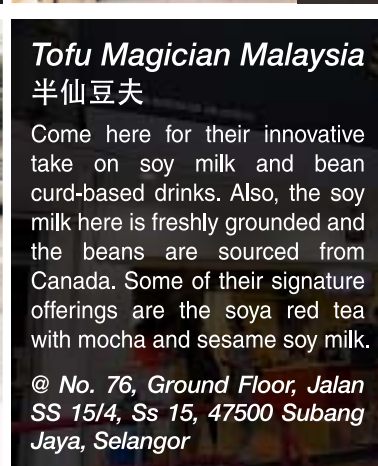 Tofu Magician Malaysia
半仙豆夫
Come here for their innovative
take on soy milk and bean
curd-based drinks. Also, the soy
milk here is freshly grounded and
the beans are sourced from
Canada. Some of their signature
offerings are the soya red tea
with mocha and sesame soy milk.
@ No. 76, Ground Floor, Jalan
SS 15/4, Ss 15, 47500 Subang
Jaya, Selangor